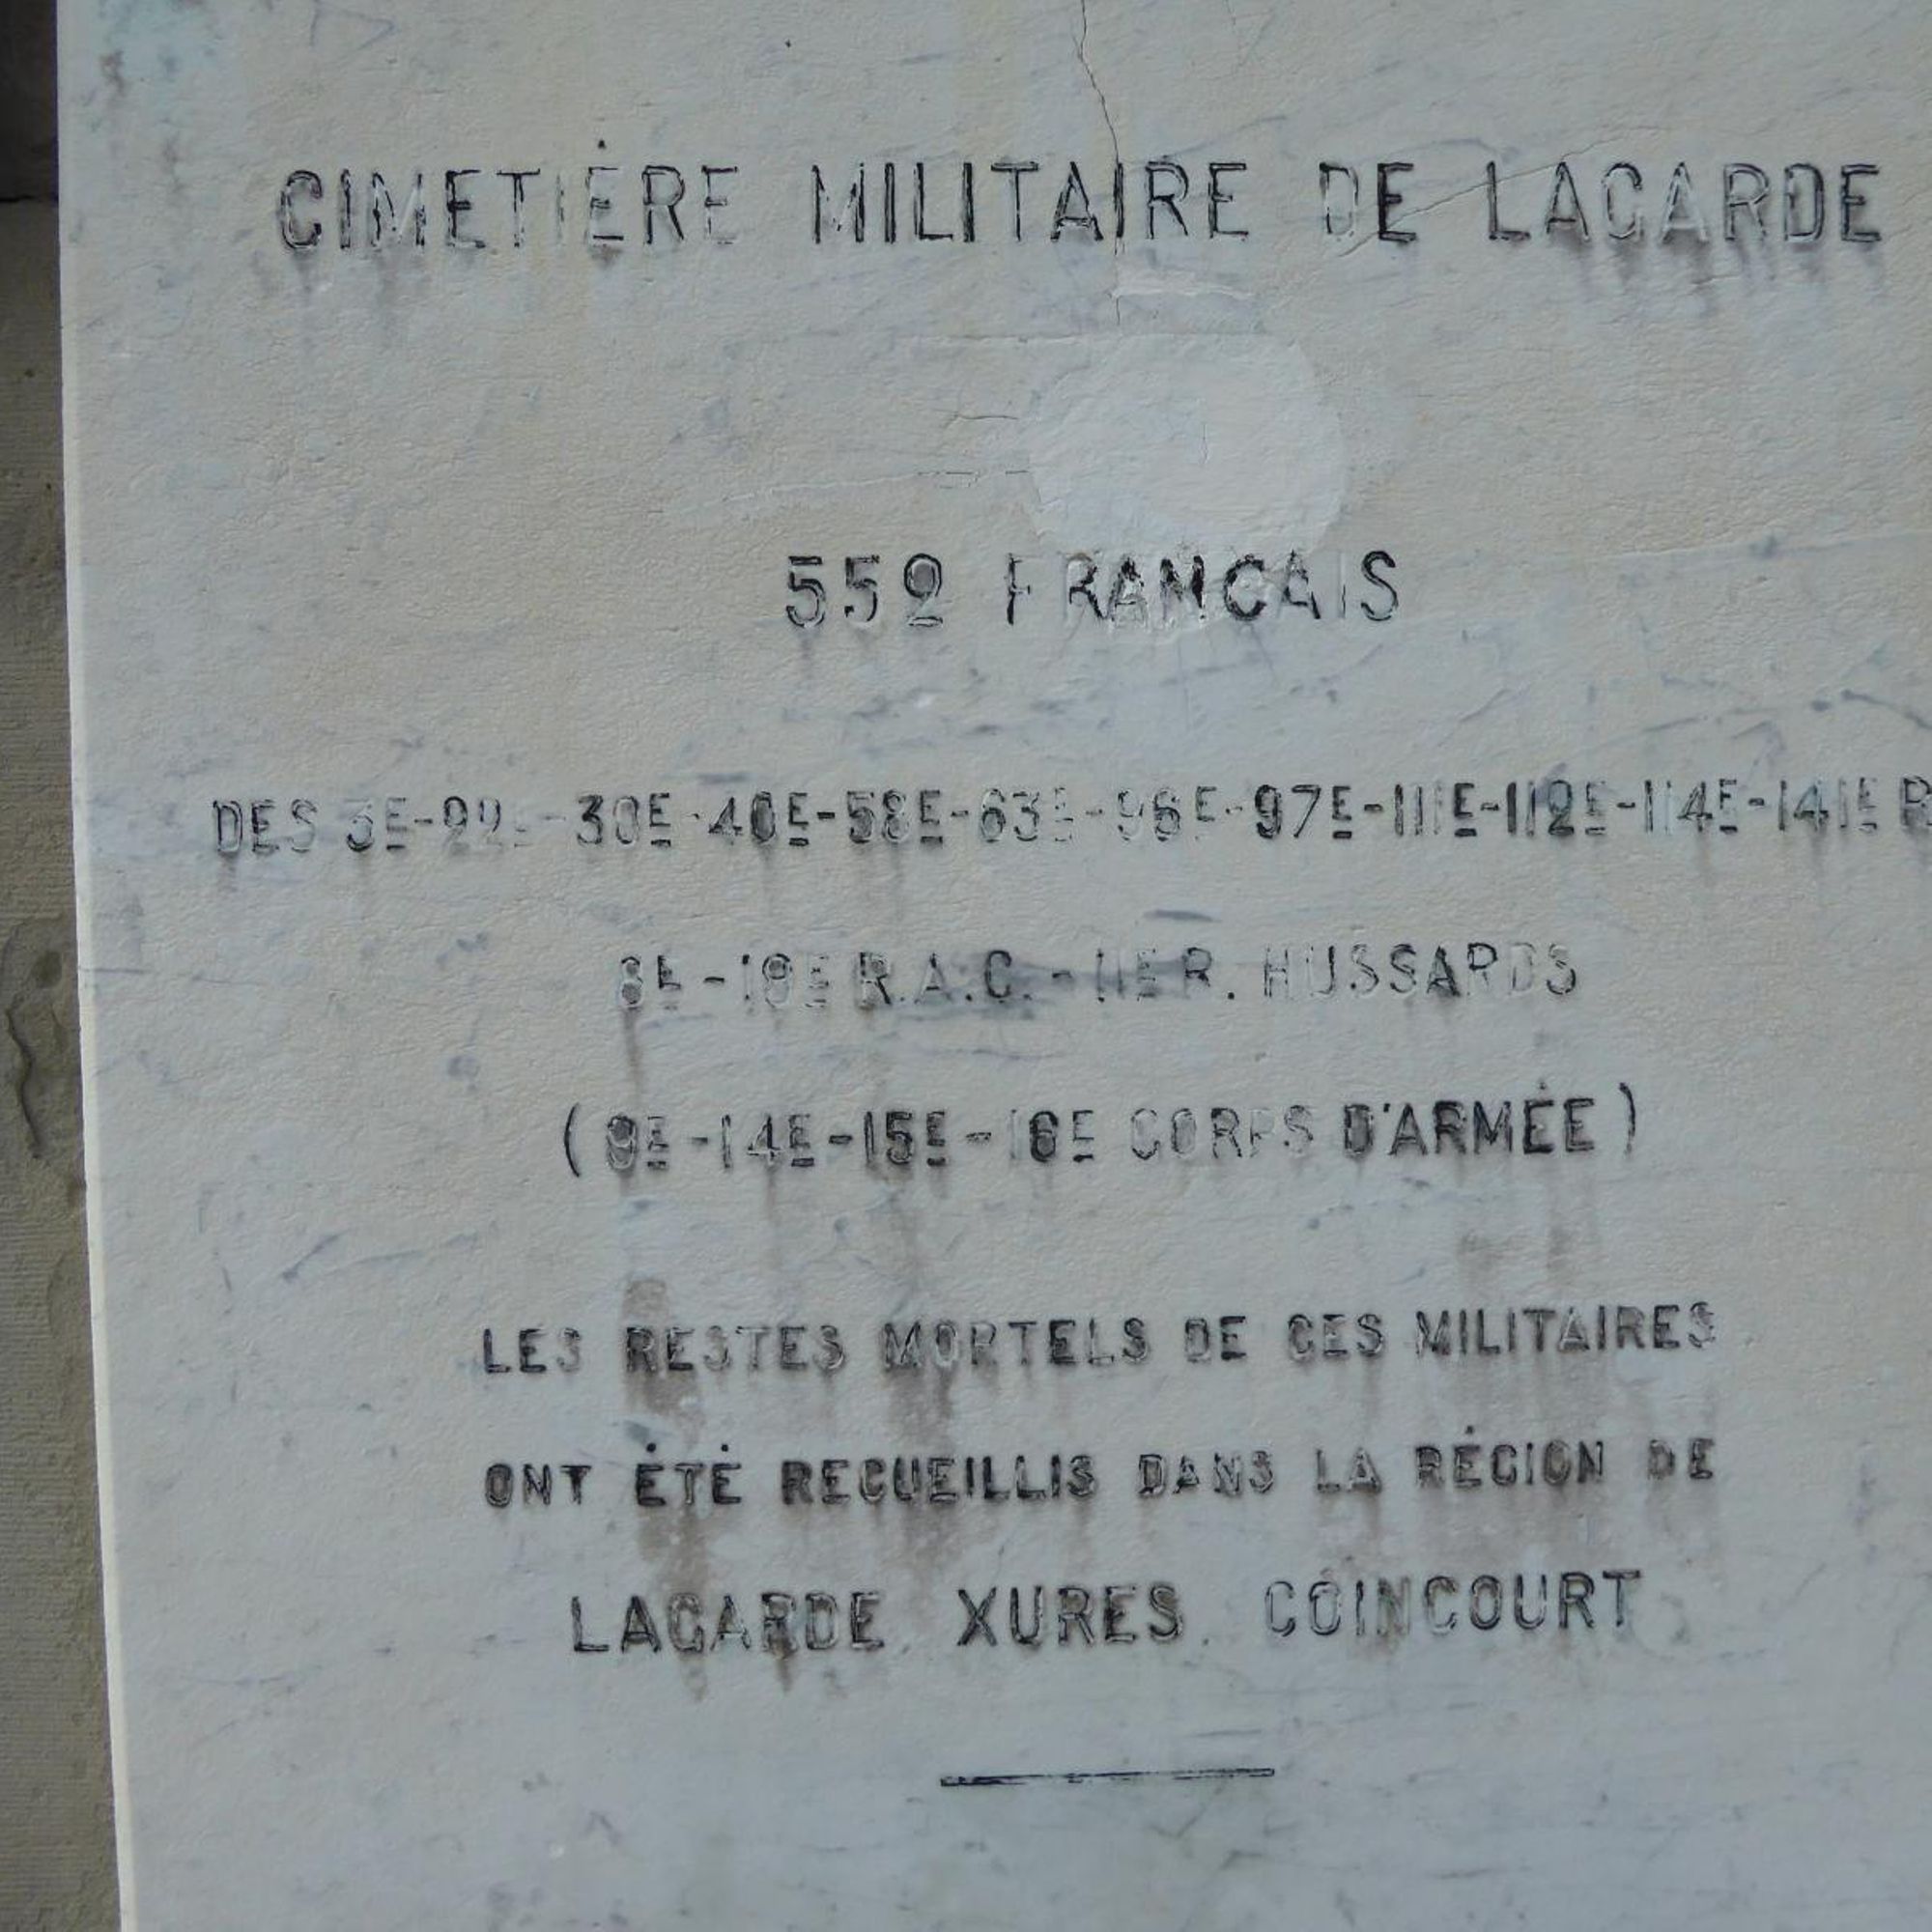 CIMETIÈRE MILITAIRE DE LAGARDE
552 FRANCAIS
DES 3E-22E-30E-40E-58E-63E-96E-97E-111E-112E-114E-141E R
8E-19E R.A.C.-11E R. HUSSARDS
(9E-14E-15E-16E CORPS D'ARMÉE)
LES RESTES MORTELS DE CES MILITAIRES
ONT ÉTÉ RECUEILLIS DANS LA RÉGION DE
LAGARDE XURES COINCOURT